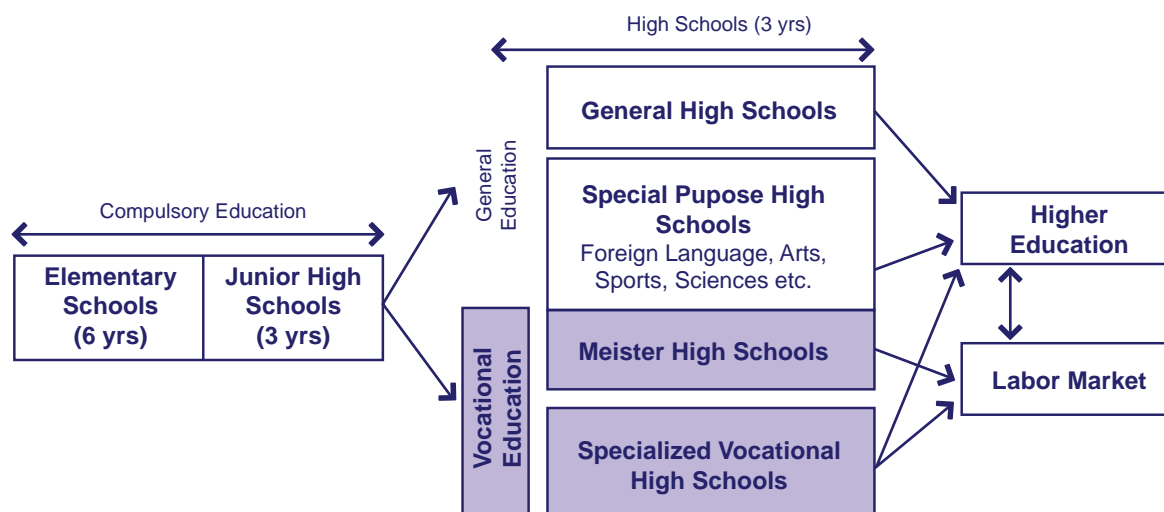 High Schools (3 yrs)
Compulsory Education
Elementary
Schools
(6 yrs)
Junior High
Schools
(3 yrs)
General
Education
Vocational
Education
General High Schools
Special Pupose High
Schools
Foreign Language, Arts,
Sports, Sciences etc.
Meister High Schools
Specialized Vocational
High Schools
Higher
Education
Labor Market